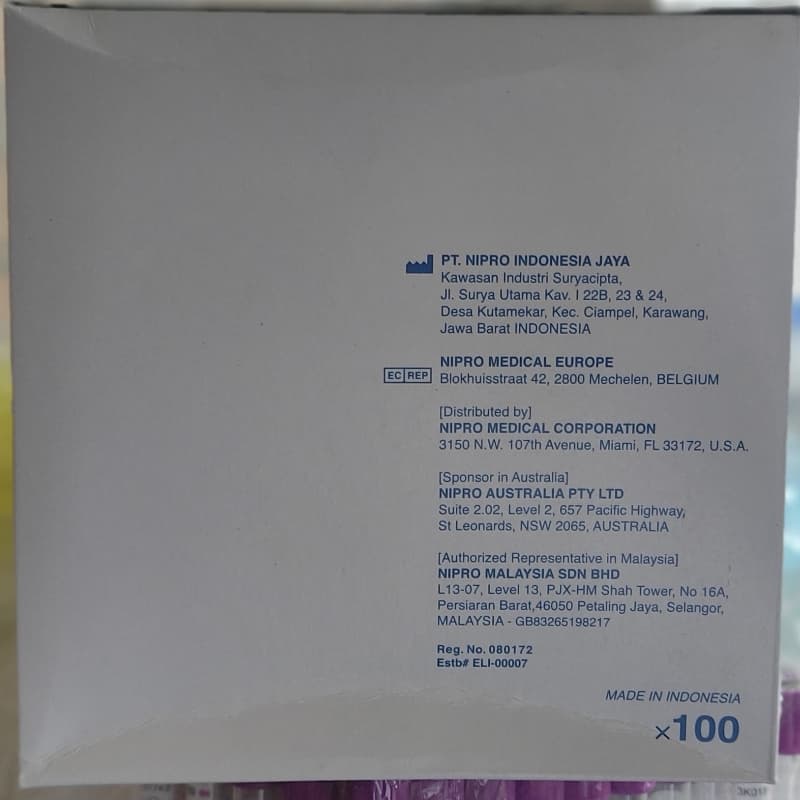 PT. NIPRO INDONESIA JAYA
Kawasan Industri Suryacipta,
Jl. Surya Utama Kav. I 22B, 23 & 24,
Desa Kutamekar, Kec. Ciampel, Karawang,
Jawa Barat INDONESIA
NIPRO MEDICAL EUROPE
EC REP Blokhuisstraat 42, 2800 Mechelen, BELGIUM
[Distributed by]
NIPRO MEDICAL CORPORATION
3150 N.W. 107th Avenue, Miami, FL 33172, U.S.A.
[Sponsor in Australia]
NIPRO AUSTRALIA PTY LTD
Suite 2.02, Level 2, 657 Pacific Highway,
St Leonards, NSW 2065, AUSTRALIA
[Authorized Representative in Malaysia]
NIPRO MALAYSIA SDN BHD
L13-07, Level 13, PJX-HM Shah Tower, No 16A,
Persiaran Barat,46050 Petaling Jaya, Selangor,
MALAYSIA - GB83265198217
Reg. No. 080172
Estb# ELI-00007
MADE IN INDONESIA
×100